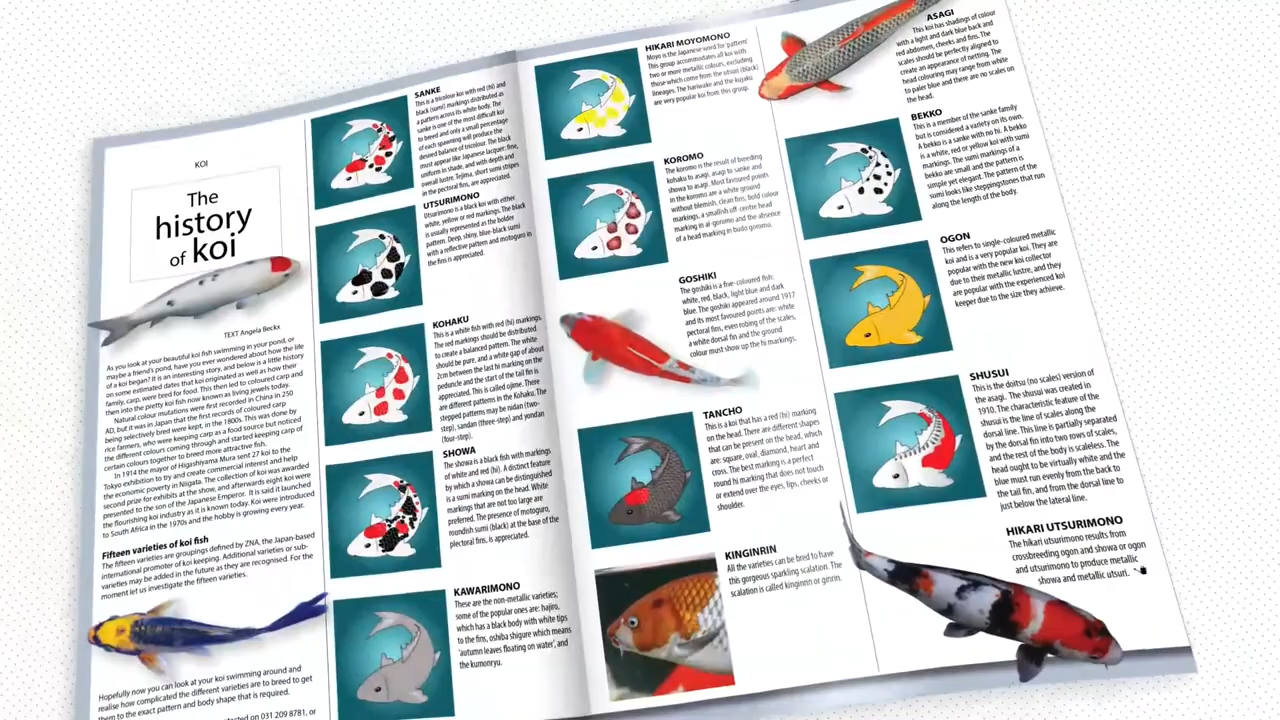 KOI
The
history
of koi
TEXT Angela Beckx
As you look at your beautiful koi fish swimming in your pond, or
maybe a friend's pond, have you ever wondered about how the life
of a koi began? It is an interesting story, and below is a little history
on some estimated dates that koi originated as well as how their
family, carp, were bred for food. This then led to coloured carp and
then into the pretty koi fish now known as living jewels today.
Natural colour mutations were first recorded in China in 250
AD, but it was in Japan that the first records of coloured carp
being selectively bred were kept, in the 1800s. This was done by
rice farmers, who were keeping carp as a food source but noticed
the different colours coming through and started keeping carp of
certain colours together to breed more attractive fish.
In 1914 the mayor of Higashiyama Mura sent 27 koi to the
Tokyo exhibition to try and create commercial interest and help
the economic poverty in Niigata. The collection of koi was awarded
second prize for exhibits at the show, and afterwards eight koi were
presented to the son of the Japanese Emperor. It is said it launched
the flourishing koi industry as it is known today. Koi were introduced
to South Africa in the 1970s and the hobby is growing every year.
Fifteen varieties of koi fish
The fifteen varieties are groupings defined by ZNA, the Japan-based
international promoter of koi keeping. Additional varieties or sub-
varieties may be added in the future as they are recognised. For the
moment let us investigate the fifteen varieties.
Hopefully now you can look at your koi swimming around and
realise how complicated the different varieties are to breed to get
them to the exact pattern and body shape that is required.
on 031 209 8781, or
SANKE
This is a tricolour koi with red (hi) and
black (sumi) markings distributed as
a pattern across its white body. The
sanke is one of the most difficult koi
to breed and only a small percentage
of each spawning will produce the
desired balance of tricolour. The black
must appear like Japanese lacquer: fine,
uniform in shade, and with depth and
overall lustre. Tejima, short sumi stripes
in the pectoral fins, are appreciated.
UTSURIMONO
Utsurimono is a black koi with either
white, yellow or red markings. The black
is usually represented as the bolder
pattern. Deep, shiny, blue-black sumi
with a reflective pattern and motoguro in
the fins is appreciated.
KOHAKU
This is a white fish with red (hi) markings.
The red markings should be distributed
to create a balanced pattern. The white
should be pure, and a white gap of about
2cm between the last hi marking on the
peduncle and the start of the tail fin is
appreciated. This is called ojime. There
are different patterns in the Kohaku. The
stepped patterns may be nidan (two-
step), sandan (three-step) and yondan
(four-step).
SHOWA
The showa is a black fish with markings
of white and red (hi). A distinct feature
by which a showa can be distinguished
is a sumi marking on the head. White
markings that are not too large are
preferred. The presence of motoguro,
roundish sumi (black) at the base of the
plectoral fins, is appreciated.
KAWARIMONO
These are the non-metallic varieties;
some of the popular ones are: hajiro,
which has a black body with white tips
to the fins, oshiba shigure which means
'autumn leaves floating on water', and
the kumonryu.
HIKARI MOYOMONO
Moyo is the Japanese word for 'pattern'.
This group accommodates all koi with
two or more metallic colours, excluding
those which come from the utsuri (black)
lineages. The hariwake and the kujaku
are very popular koi from this group.
KOROMO
The koromo is the result of breeding
kohaku to asagi, asagi to sanke and
showa to asagi. Most favoured points
in the koromo are a white ground
without blemish, clean fins, bold colour
markings, a smallish off-centre head
marking in ai-goromo and the absence
of a head marking in budo goromo.
GOSHIKI
The goshiki is a five-coloured fish:
white, red, black, light blue and dark
blue. The goshiki appeared around 1917
and its most favoured points are: white
pectoral fins, even robing of the scales,
a white dorsal fin and the ground
colour must show up the hi markings.
TANCHO
This is a koi that has a red (hi) marking
on the head. There are different shapes
that can be present on the head, which
are: square, oval, diamond, heart and
cross. The best marking is a perfect
round hi marking that does not touch
or extend over the eyes, lips, cheeks or
shoulder.
KINGINRIN
All the varieties can be bred to have
this gorgeous sparkling scalation. The
scalation is called kinginrin or ginrin.
ASAGI
This koi has shadings of colour
with a light and dark blue back and
red abdomen, cheeks and fins. The
scales should be perfectly aligned to
create an appearance of netting. The
head colouring may range from white
to paler blue and there are no scales on
the head.
BEKKO
This is a member of the sanke family
but is considered a variety on its own.
A bekko is a sanke with no hi. A bekko
is a white, red or yellow koi with sumi
markings. The sumi markings of a
bekko are small and the pattern is
simple yet elegant. The pattern of the
sumi looks like steppingstones that run
along the length of the body.
OGON
This refers to single-coloured metallic
koi and is a very popular koi. They are
popular with the new koi collector
due to their metallic lustre, and they
are popular with the experienced koi
keeper due to the size they achieve.
SHUSUI
This is the doitsu (no scales) version of
the asagi. The shusui was created in
1910. The characteristic feature of the
shusui is the line of scales along the
dorsal line. This line is partially separated
by the dorsal fin into two rows of scales,
and the rest of the body is scaleless. The
head ought to be virtually white and the
blue must run evenly from the back to
the tail fin, and from the dorsal line to
just below the lateral line.
HIKARI UTSURIMONO
The hikari utsurimono results from
crossbreeding ogon and showa or ogon
and utsurimono to produce metallic
showa and metallic utsuri.